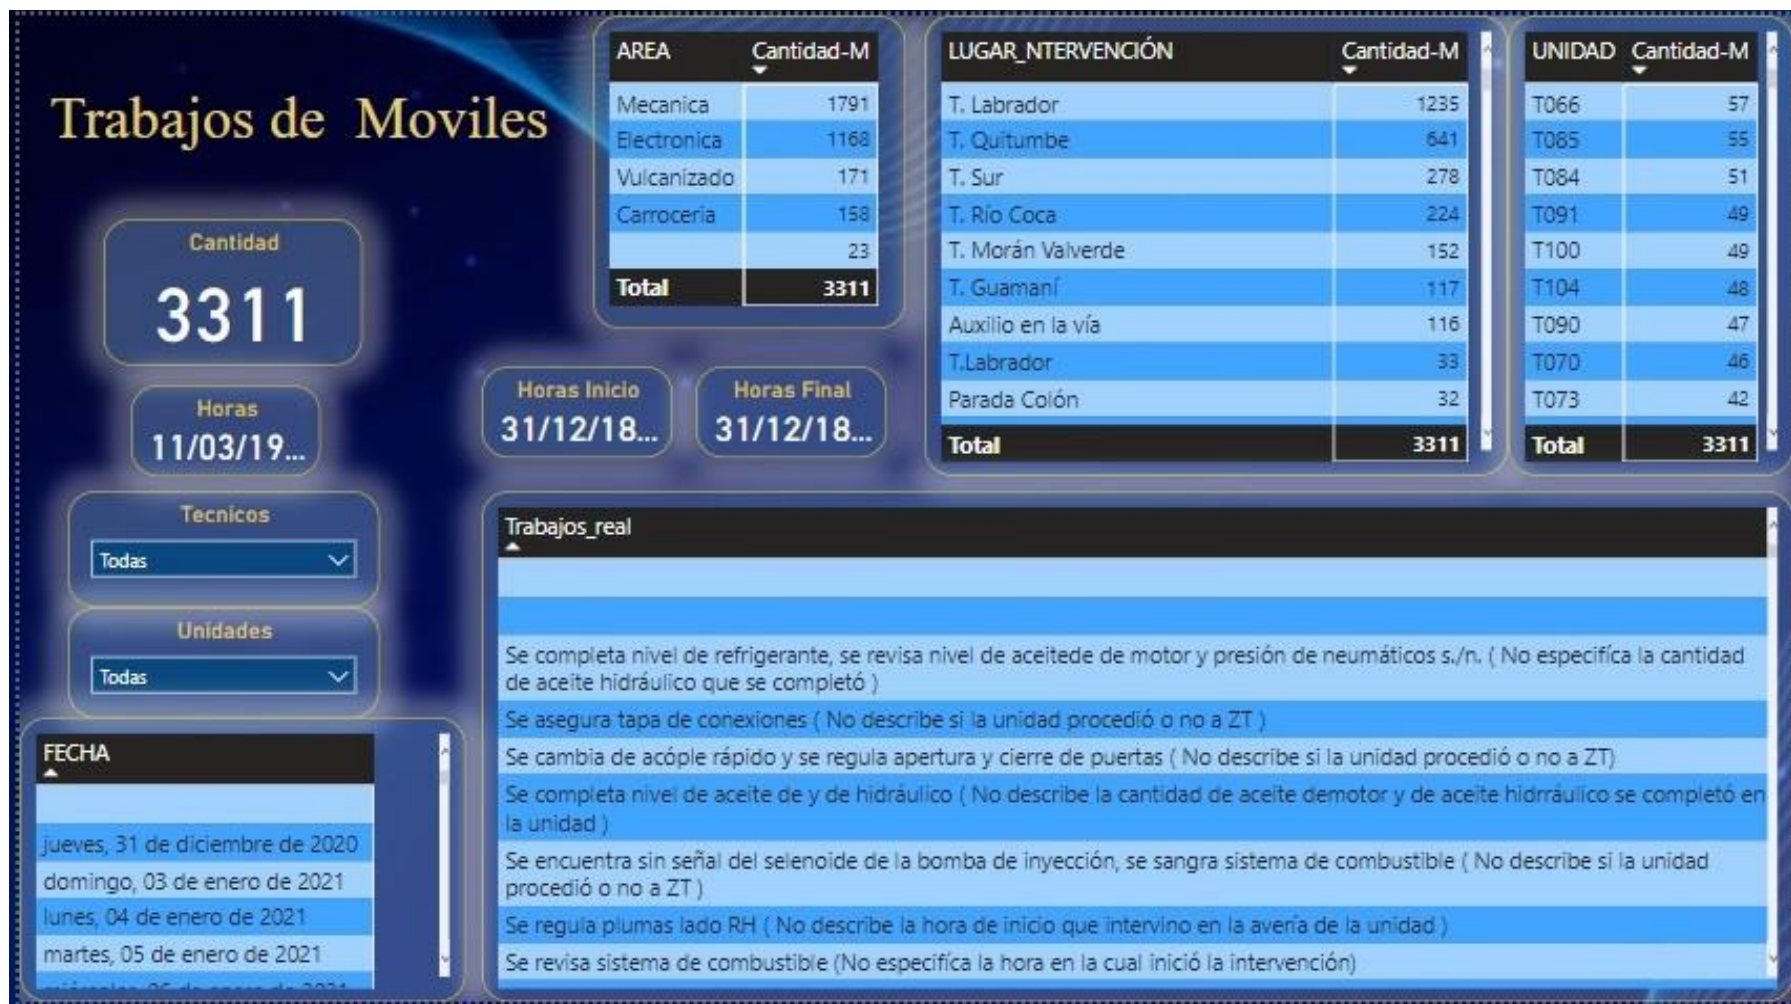 Trabajos de Moviles
AREA Cantidad-M
Mecanica 1791
Electronica 1168
Vulcanizado 171
Carroceria 158
23
Total 3311
LUGAR_NTERVENCIÓN Cantidad-M
T. Labrador 1235
T. Quitumbe 641
T. Sur 278
T. Río Coca 224
T. Morán Valverde 152
T. Guamaní 117
Auxilio en la vía 116
T.Labrador 33
Parada Colón 32
Total 3311
UNIDAD Cantidad-M
T066 57
T085 55
T084 51
T091 49
T100 49
T104 48
T090 47
T070 46
T073 42
Total 3311
Cantidad
3311
Horas
11/03/19...
Horas Inicio
31/12/18...
Horas Final
31/12/18...
Tecnicos
Todas
Unidades
Todas
FECHA
jueves, 31 de diciembre de 2020
domingo, 03 de enero de 2021
lunes, 04 de enero de 2021
martes, 05 de enero de 2021
Trabajos_real
Se completa nivel de refrigerante, se revisa nivel de aceitede de motor y presión de neumáticos s./n. ( No especifíca la cantidad
de aceite hidráulico que se completó )
Se asegura tapa de conexiones ( No describe si la unidad procedió o no a ZT )
Se cambia de acóple rápido y se regula apertura y cierre de puertas ( No describe si la unidad procedió o no a ZT)
Se completa nivel de aceite de y de hidráulico ( No describe la cantidad de aceite demotor y de aceite hidrráulico se completó en
la unidad )
Se encuentra sin señal del selenoide de la bomba de inyección, se sangra sistema de combustible ( No describe si la unidad
procedió o no a ZT )
Se regula plumas lado RH ( No describe la hora de inicio que intervino en la avería de la unidad )
Se revisa sistema de combustible (No especifíca la hora en la cual inició la intervención)